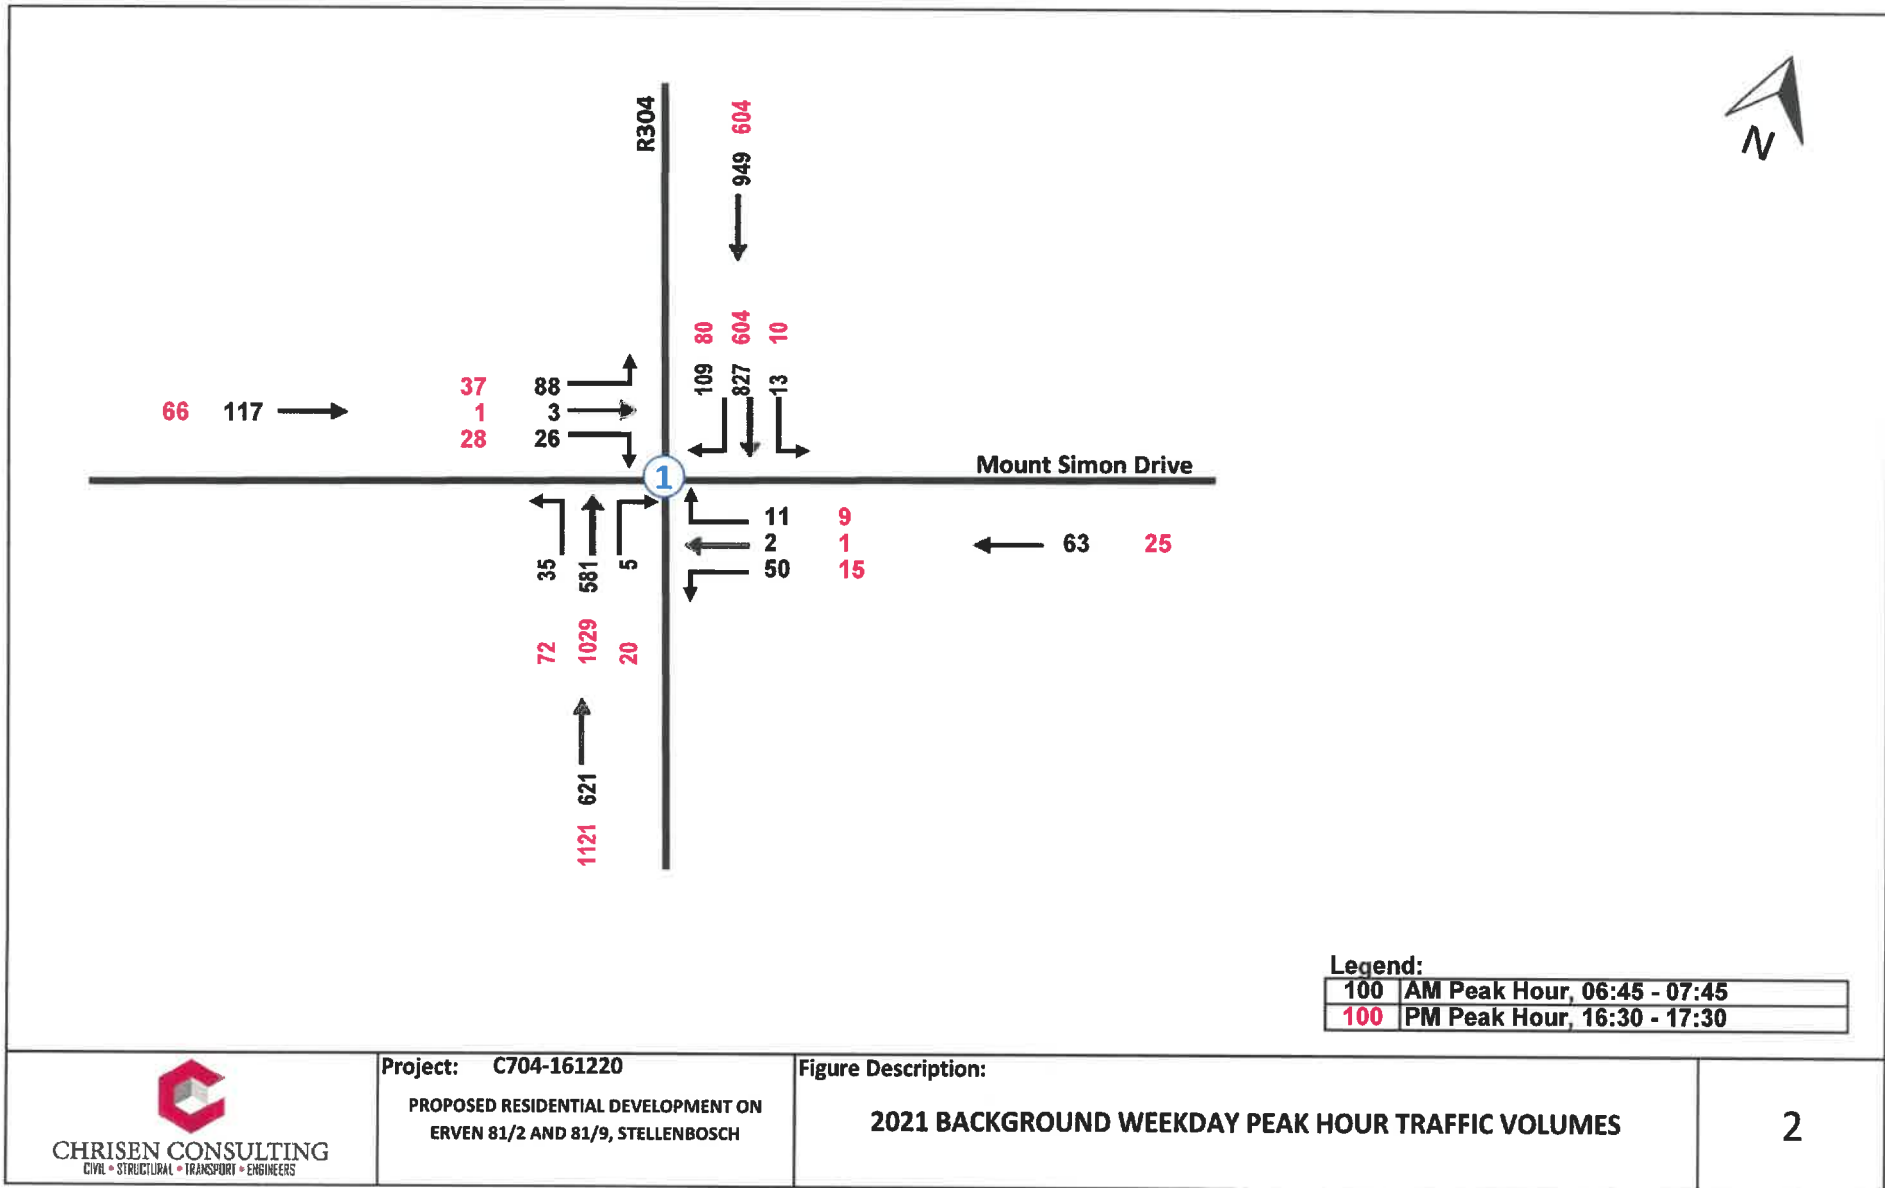 R304
949 604
N
80 604 10
109 827 13
37 88
66 117 1 3
28 26
1
Mount Simon Drive
11 9
2 1
50 15
63 25
35 581 5
72 1029 20
1121 621
Legend:
100 AM Peak Hour, 06:45 - 07:45
100 PM Peak Hour, 16:30 - 17:30
CHRISEN CONSULTING
CIVIL • STRUCTURAL • TRANSPORT • ENGINEERS
Project: C704-161220
PROPOSED RESIDENTIAL DEVELOPMENT ON
ERVEN 81/2 AND 81/9, STELLENBOSCH
Figure Description:
2021 BACKGROUND WEEKDAY PEAK HOUR TRAFFIC VOLUMES
2